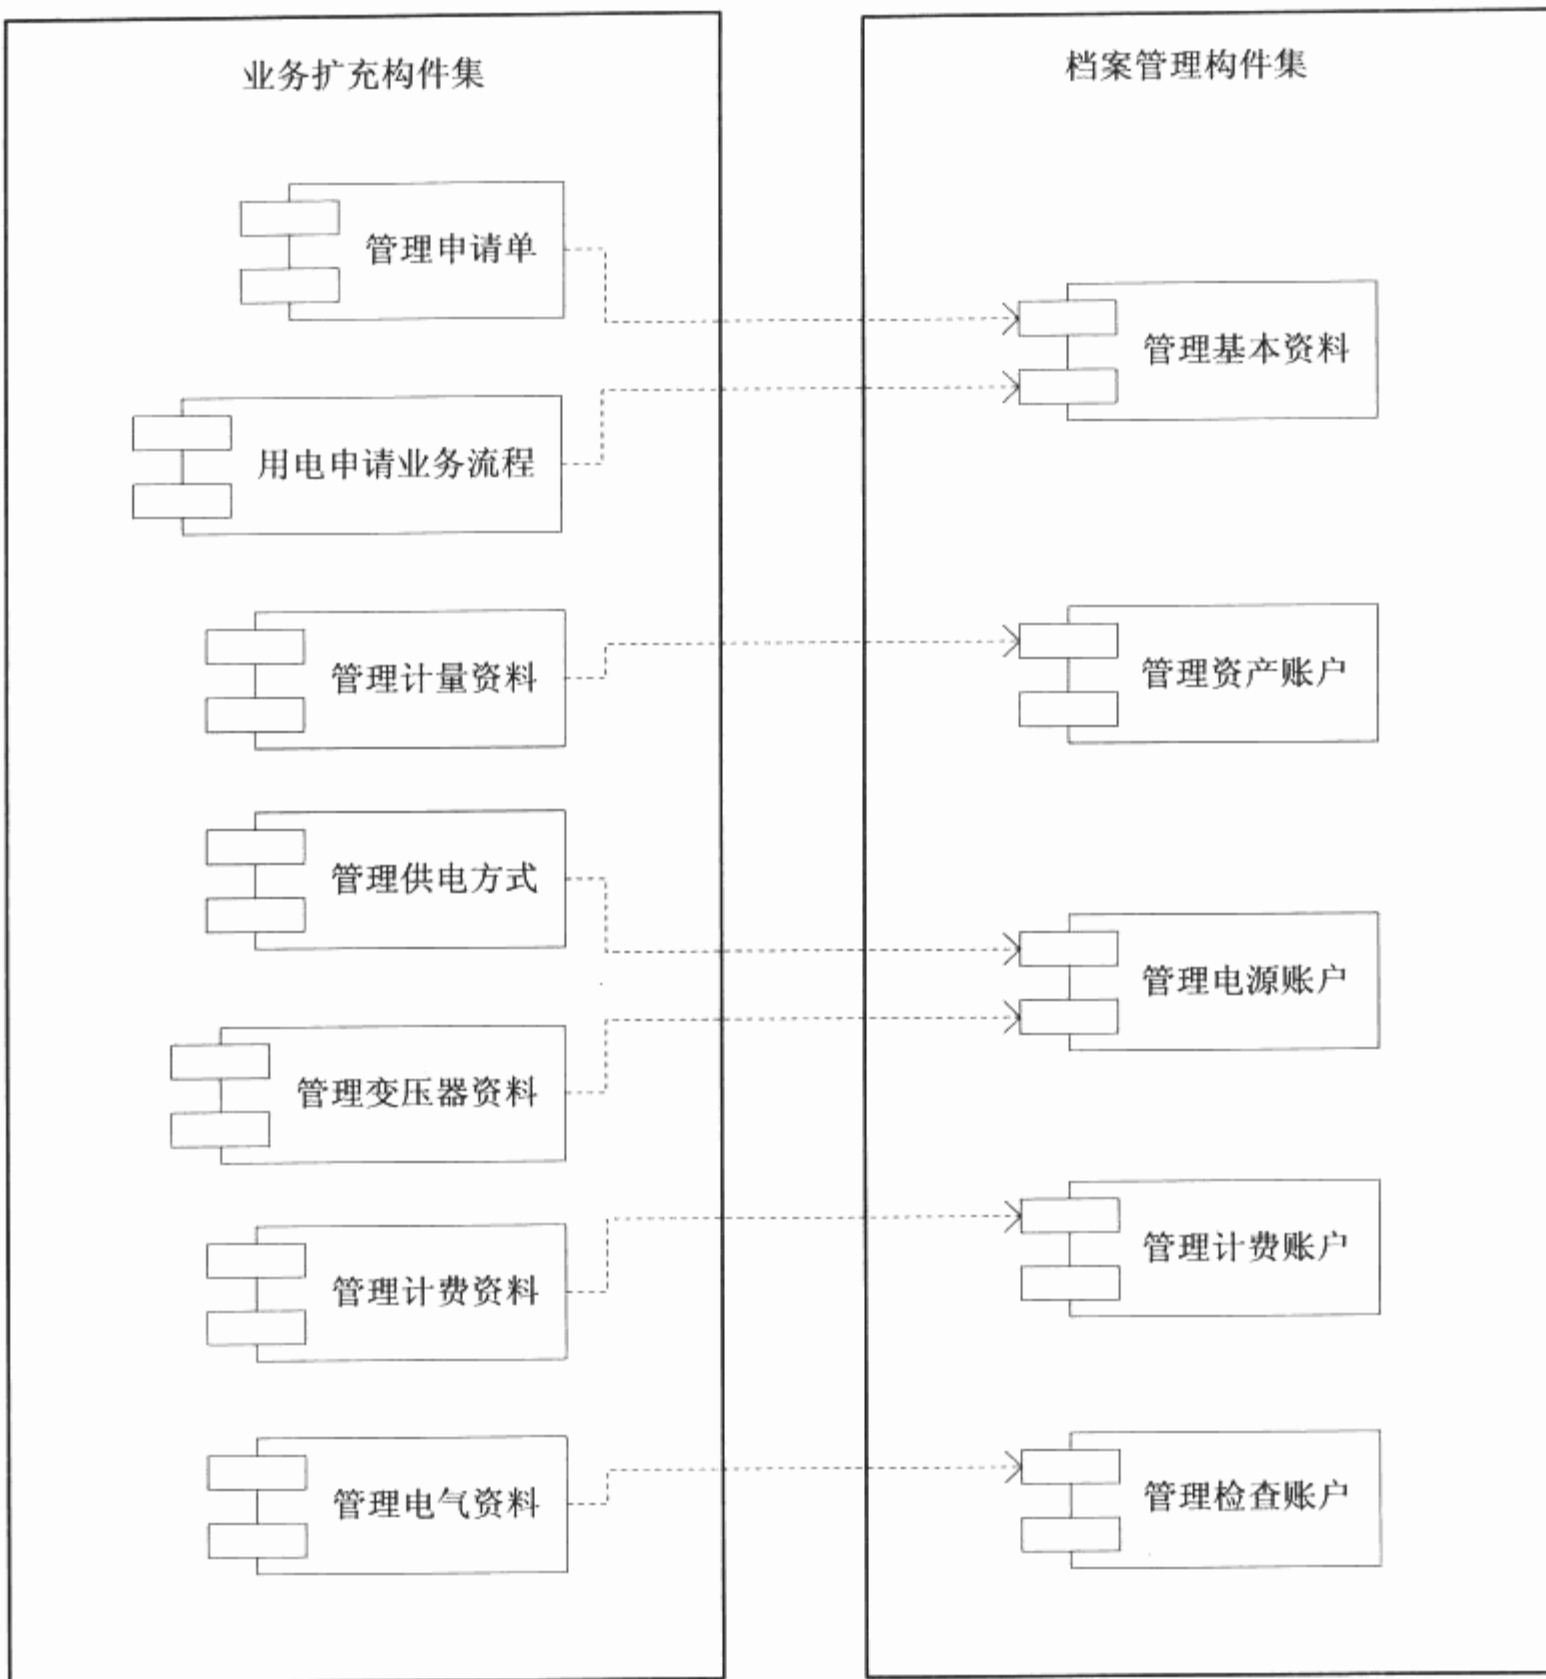 业务扩充构件集
管理申请单
用电申请业务流程
管理计量资料
管理供电方式
管理变压器资料
管理计费资料
管理电气资料
档案管理构件集
管理基本资料
管理资产账户
管理电源账户
管理计费账户
管理检查账户